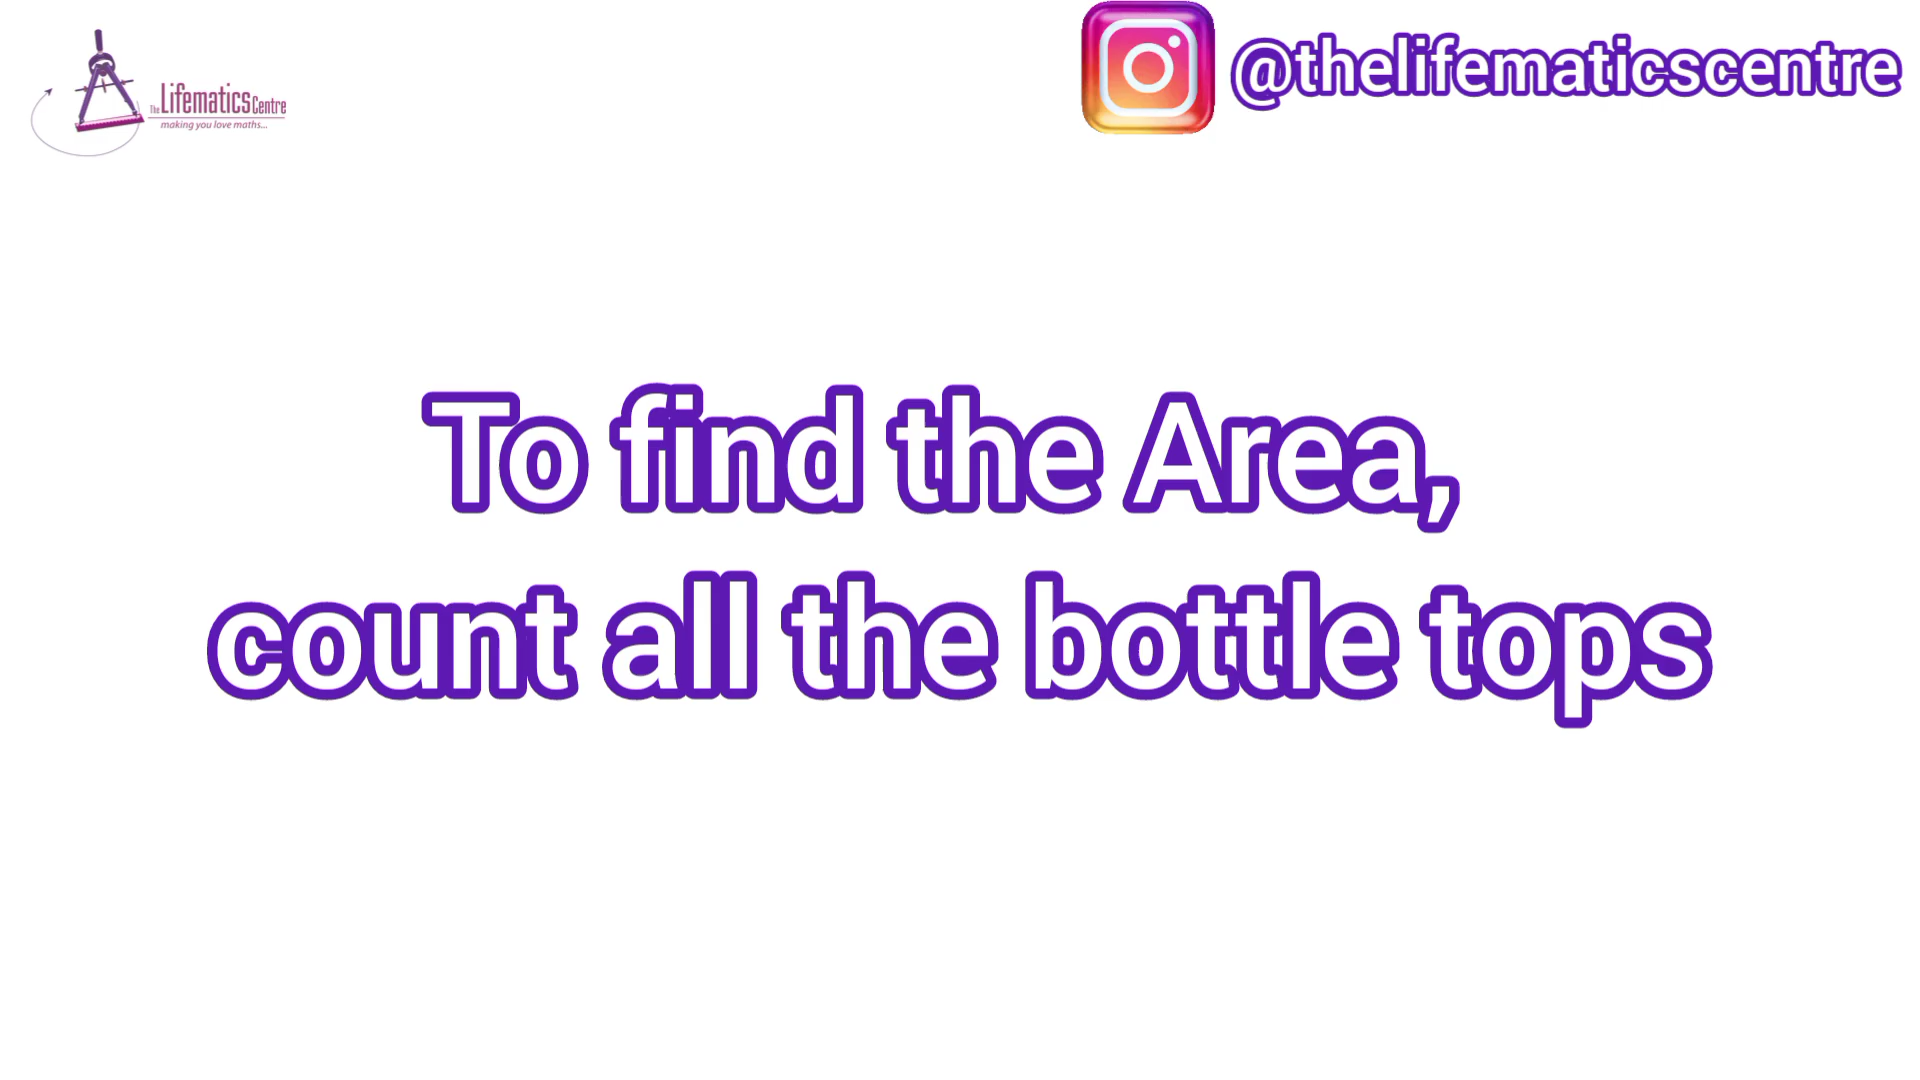 The Lifematics Centre
making you love maths...
@thelifematicscentre
To find the Area,
count all the bottle tops